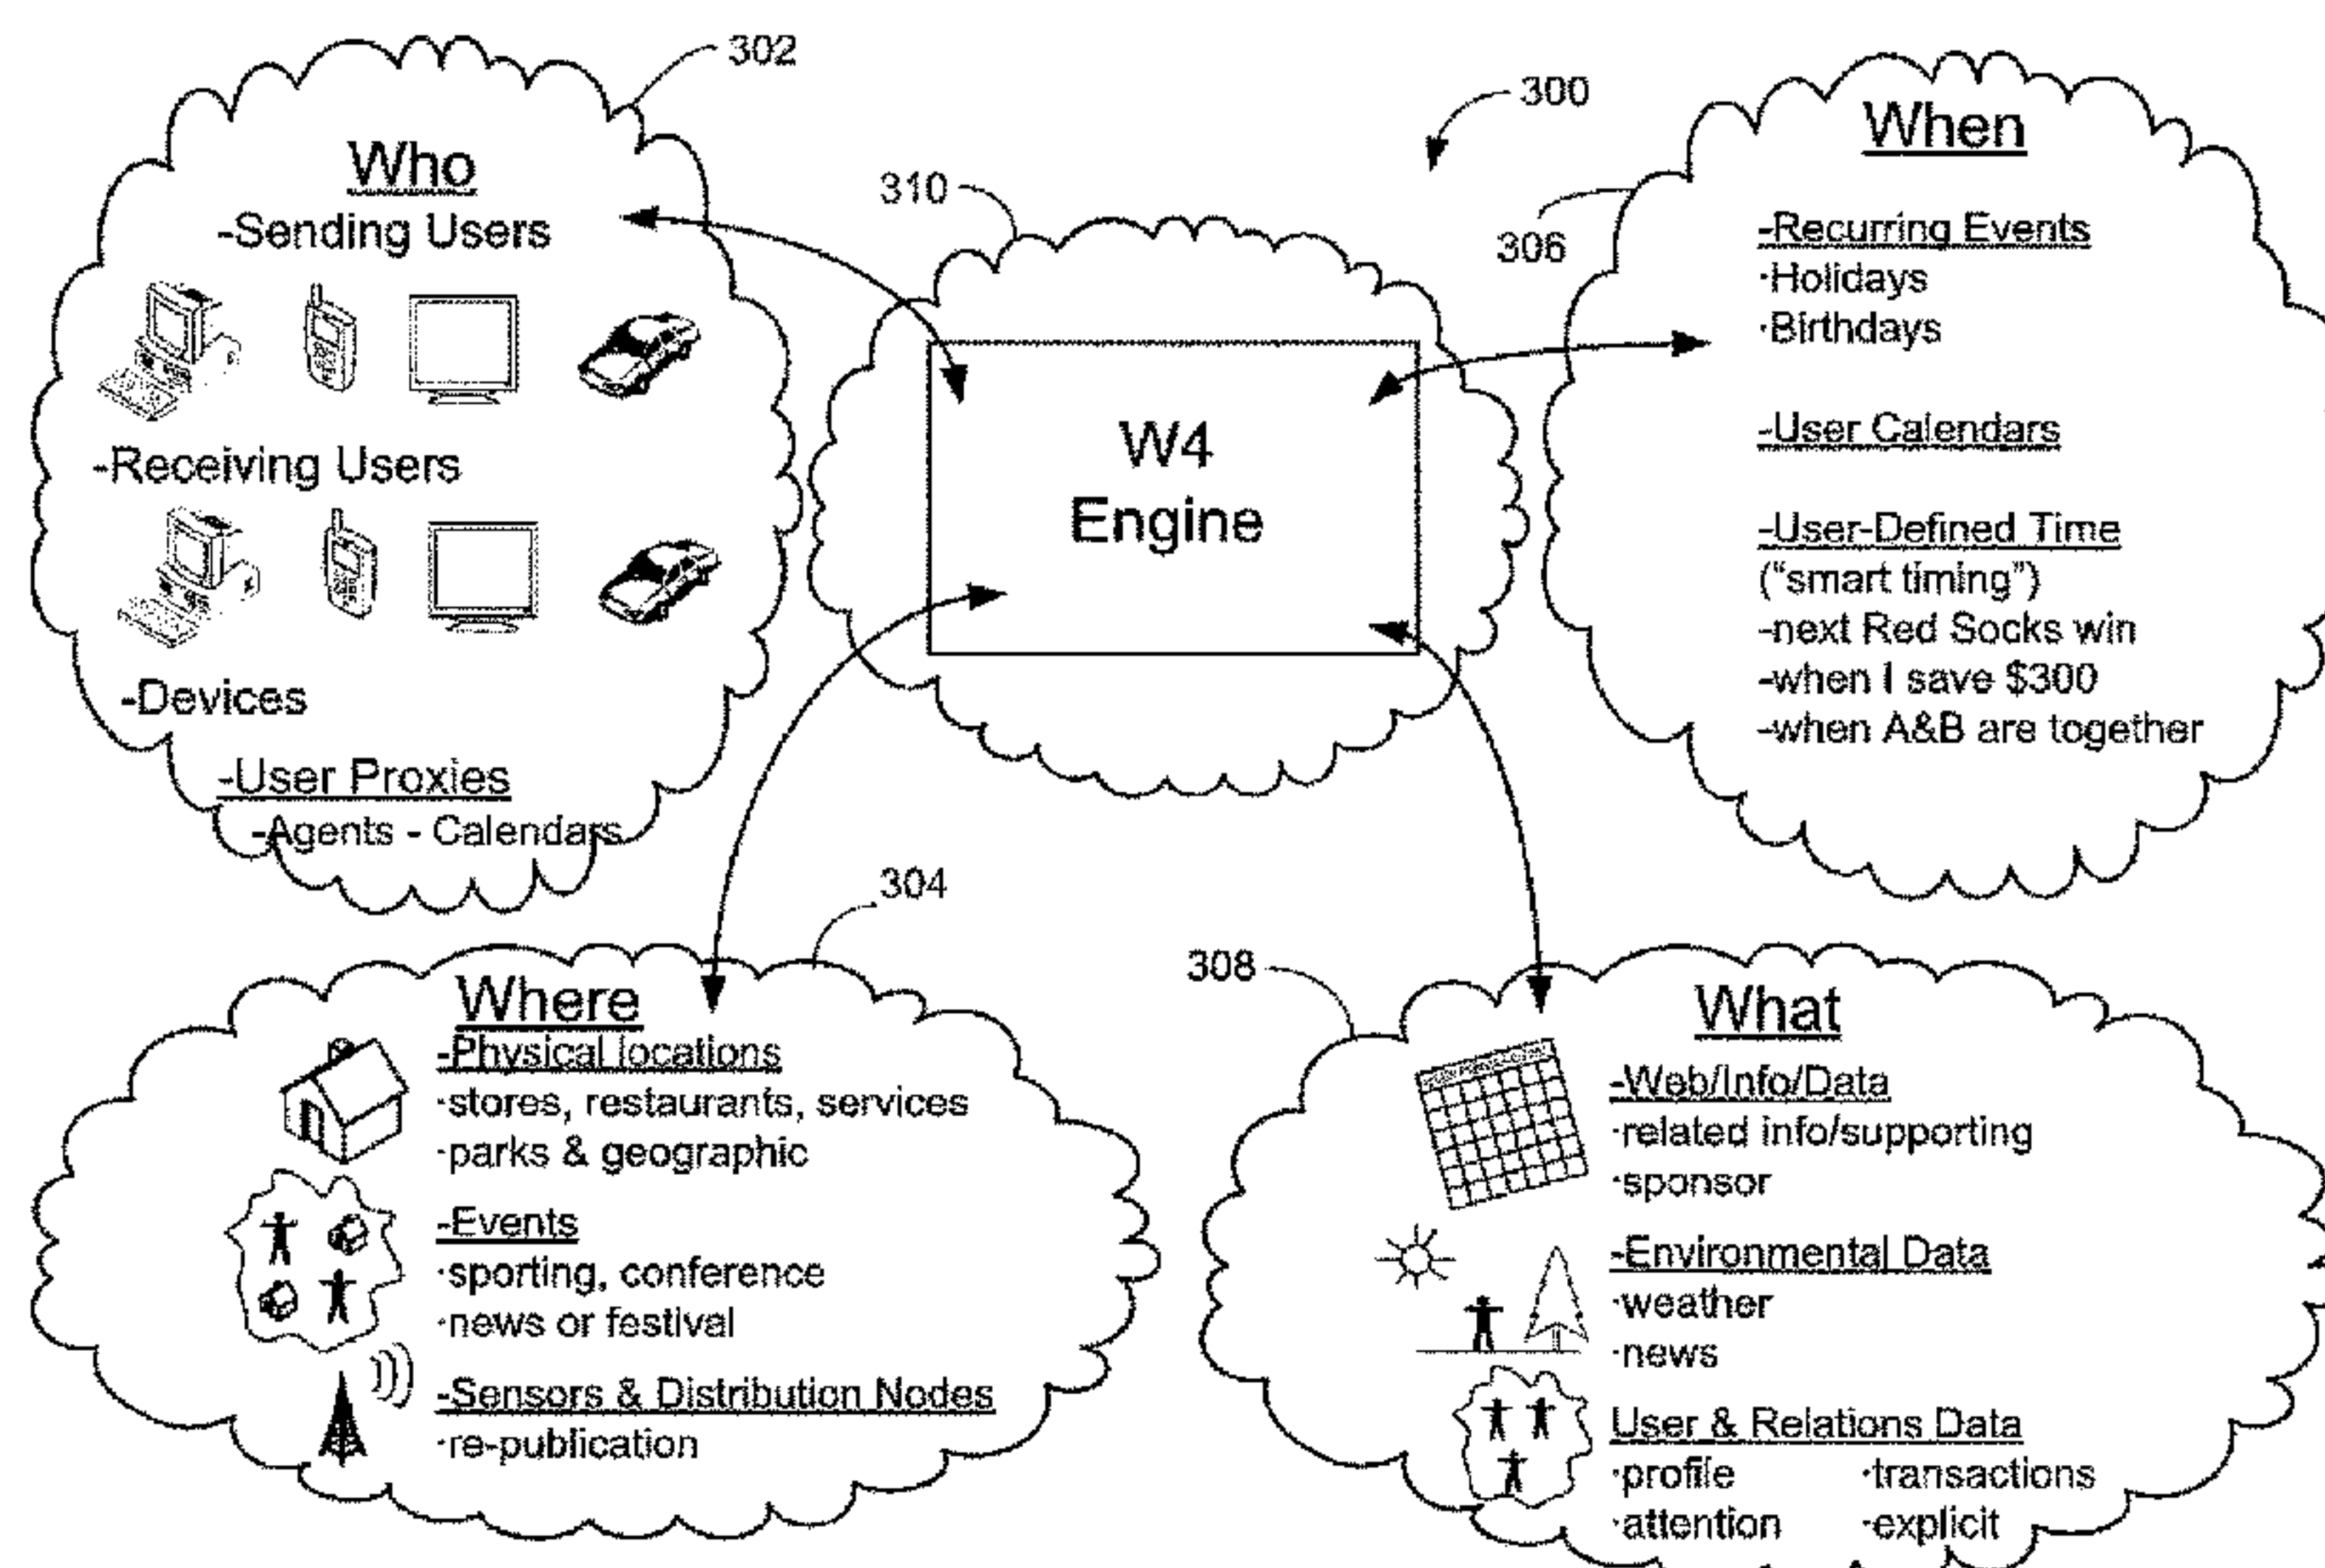 302
Who
-Sending Users
-Receiving Users
-Devices
-User Proxies
-Agents - Calendars
300
310
W4
Engine
306
When
-Recurring Events
·Holidays
·Birthdays
-User Calendars
-User-Defined Time
("smart timing")
-next Red Socks win
-when I save $300
-when A&B are together
304
Where
-Physical locations
·stores, restaurants, services
·parks & geographic
-Events
·sporting, conference
·news or festival
-Sensors & Distribution Nodes
·re-publication
308
What
-Web/Info/Data
·related info/supporting
·sponsor
-Environmental Data
·weather
·news
User & Relations Data
·profile ·transactions
·attention ·explicit